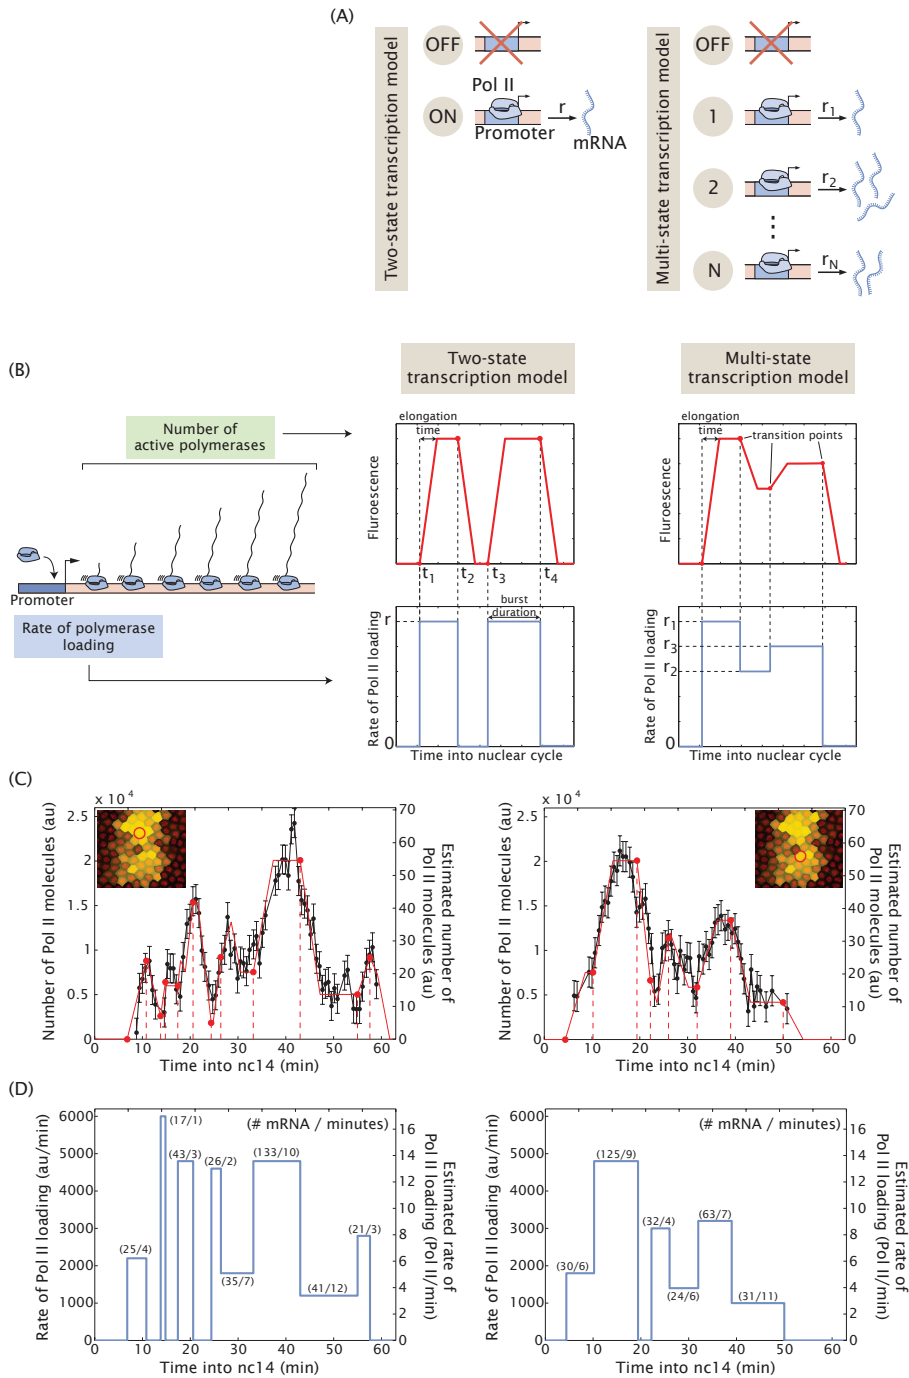 (A)
Two-state transcription model
OFF
ON
Pol II
Promoter
r
mRNA
Multi-state transcription model
OFF
1
r1
2
r2
⋮
N
rN
(B)
Number of
active polymerases
Promoter
Rate of polymerase
loading
Two-state
transcription model
elongation
time
Fluroescence
t1
t2
t3
t4
burst
duration
Rate of Pol II loading
r
0
Time into nuclear cycle
Multi-state
transcription model
elongation
time
transition points
Fluroescence
Rate of Pol II loading
r1
r3
r2
0
Time into nuclear cycle
(C)
× 10^4
Number of Pol II molecules (au)
2.5
2
1.5
1
0.5
0
70
60
50
40
30
20
10
0
Estimated number of
Pol II molecules
(au)
0 10 20 30 40 50 60
Time into nc14 (min)
× 10^4
Number of Pol II molecules (au)
2.5
2
1.5
1
0.5
0
70
60
50
40
30
20
10
0
Estimated number of
Pol II molecules
(au)
0 10 20 30 40 50 60
Time into nc14 (min)
(D)
Rate of Pol II loading (au/min)
6000
5000
4000
3000
2000
1000
0
(# mRNA / minutes)
(25/4)
(17/1)
(43/3)
(26/2)
(35/7)
(133/10)
(41/12)
(21/3)
16
14
12
10
8
6
4
2
0
Estimated rate of
Pol II loading (Pol II/min)
0 10 20 30 40 50 60
Time into nc14 (min)
Rate of Pol II loading (au/min)
6000
5000
4000
3000
2000
1000
0
(# mRNA / minutes)
(30/6)
(125/9)
(32/4)
(24/6)
(63/7)
(31/11)
16
14
12
10
8
6
4
2
0
Estimated rate of
Pol II loading (Pol II/min)
0 10 20 30 40 50 60
Time into nc14 (min)